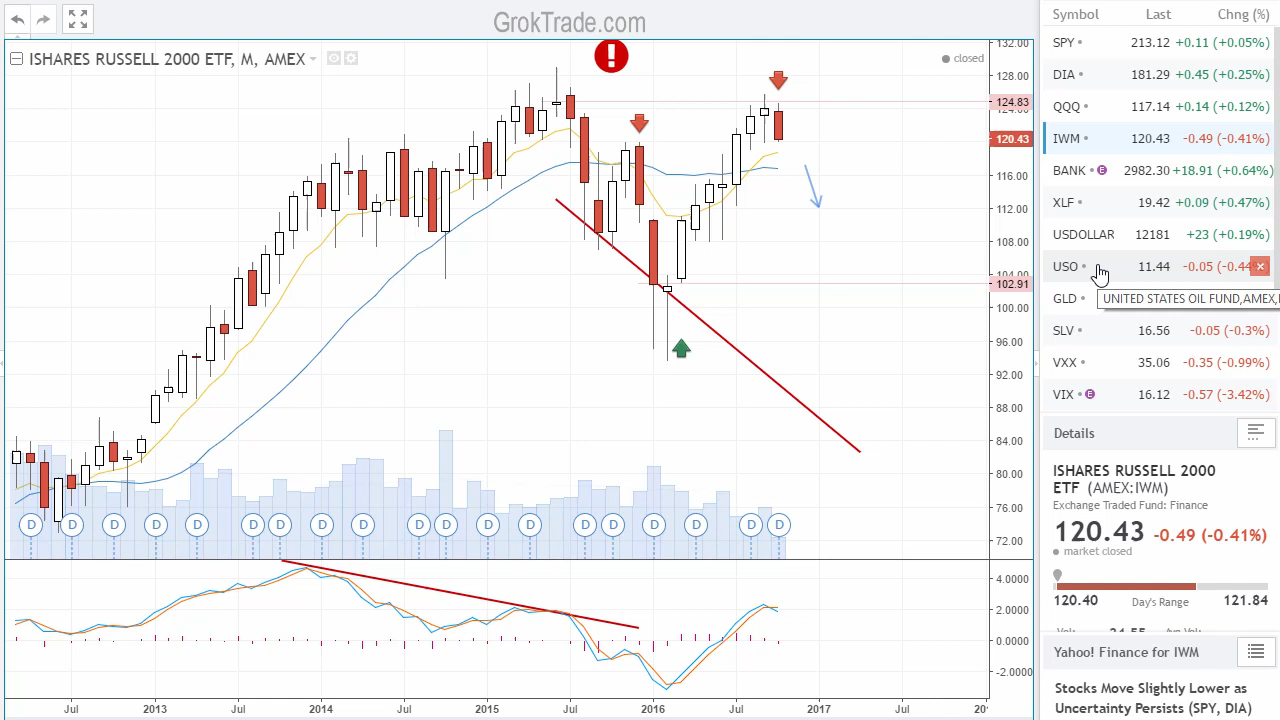 GrokTrade.com
ISHARES RUSSELL 2000 ETF, M, AMEX
closed
!
132.00
128.00
124.83
124.00
120.43
116.00
112.00
108.00
104.00
102.91
100.00
96.00
92.00
88.00
84.00
80.00
76.00
72.00
D D D D D D D D D D D D D D D D D D
4.0000
2.0000
0.0000
-2.0000
Jul 2013 Jul 2014 Jul 2015 Jul 2016 Jul 2017 Jul 20
Symbol Last Chng (%)
SPY 213.12 +0.11 (+0.05%)
DIA 181.29 +0.45 (+0.25%)
QQQ 117.14 +0.14 (+0.12%)
IWM 120.43 -0.49 (-0.41%)
BANK E 2982.30 +18.91 (+0.64%)
XLF 19.42 +0.09 (+0.47%)
USDOLLAR 12181 +23 (+0.19%)
USO 11.44 -0.05 (-0.44%
GLD UNITED STATES OIL FUND,AMEX,
SLV 16.56 -0.05 (-0.3%)
VXX 35.06 -0.35 (-0.99%)
VIX E 16.12 -0.57 (-3.42%)
Details
ISHARES RUSSELL 2000
ETF (AMEX:IWM)
Exchange Traded Fund: Finance
120.43 -0.49 (-0.41%)
market closed
120.40 Day's Range 121.84
Yahoo! Finance for IWM
Stocks Move Slightly Lower as
Uncertainty Persists (SPY, DIA)